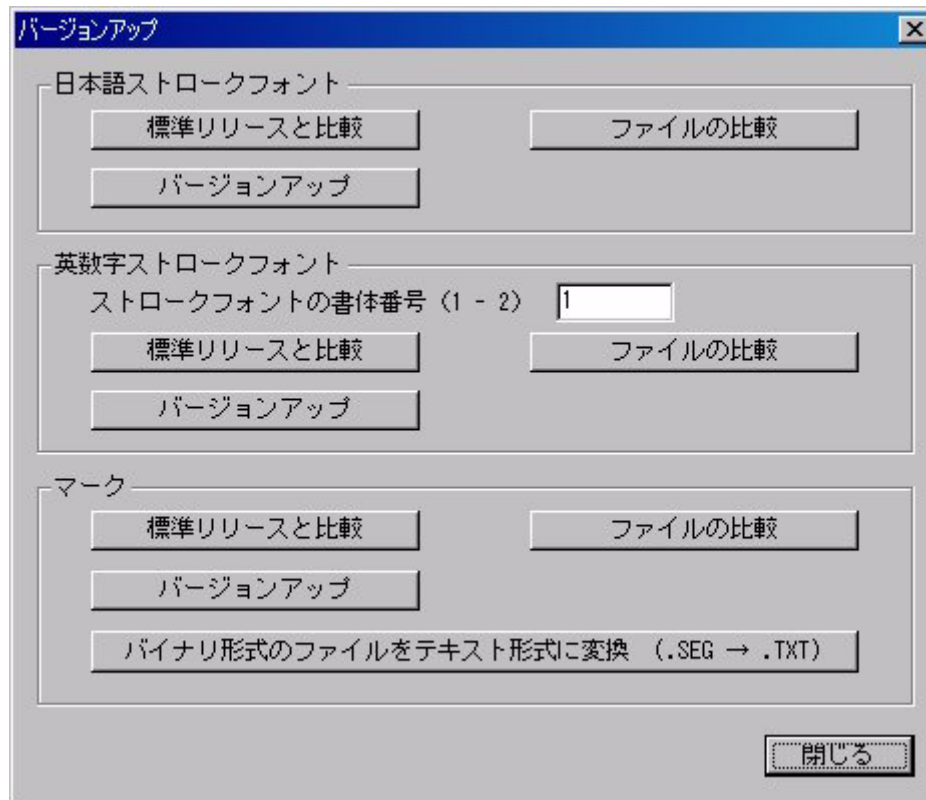 バージョンアップ
日本語ストロークフォント
標準リリースと比較 ファイルの比較
バージョンアップ
英数字ストロークフォント
ストロークフォントの書体番号 (1 - 2) 1
標準リリースと比較 ファイルの比較
バージョンアップ
マーク
標準リリースと比較 ファイルの比較
バージョンアップ
バイナリ形式のファイルをテキスト形式に変換 (.SEG → .TXT)
閉じる